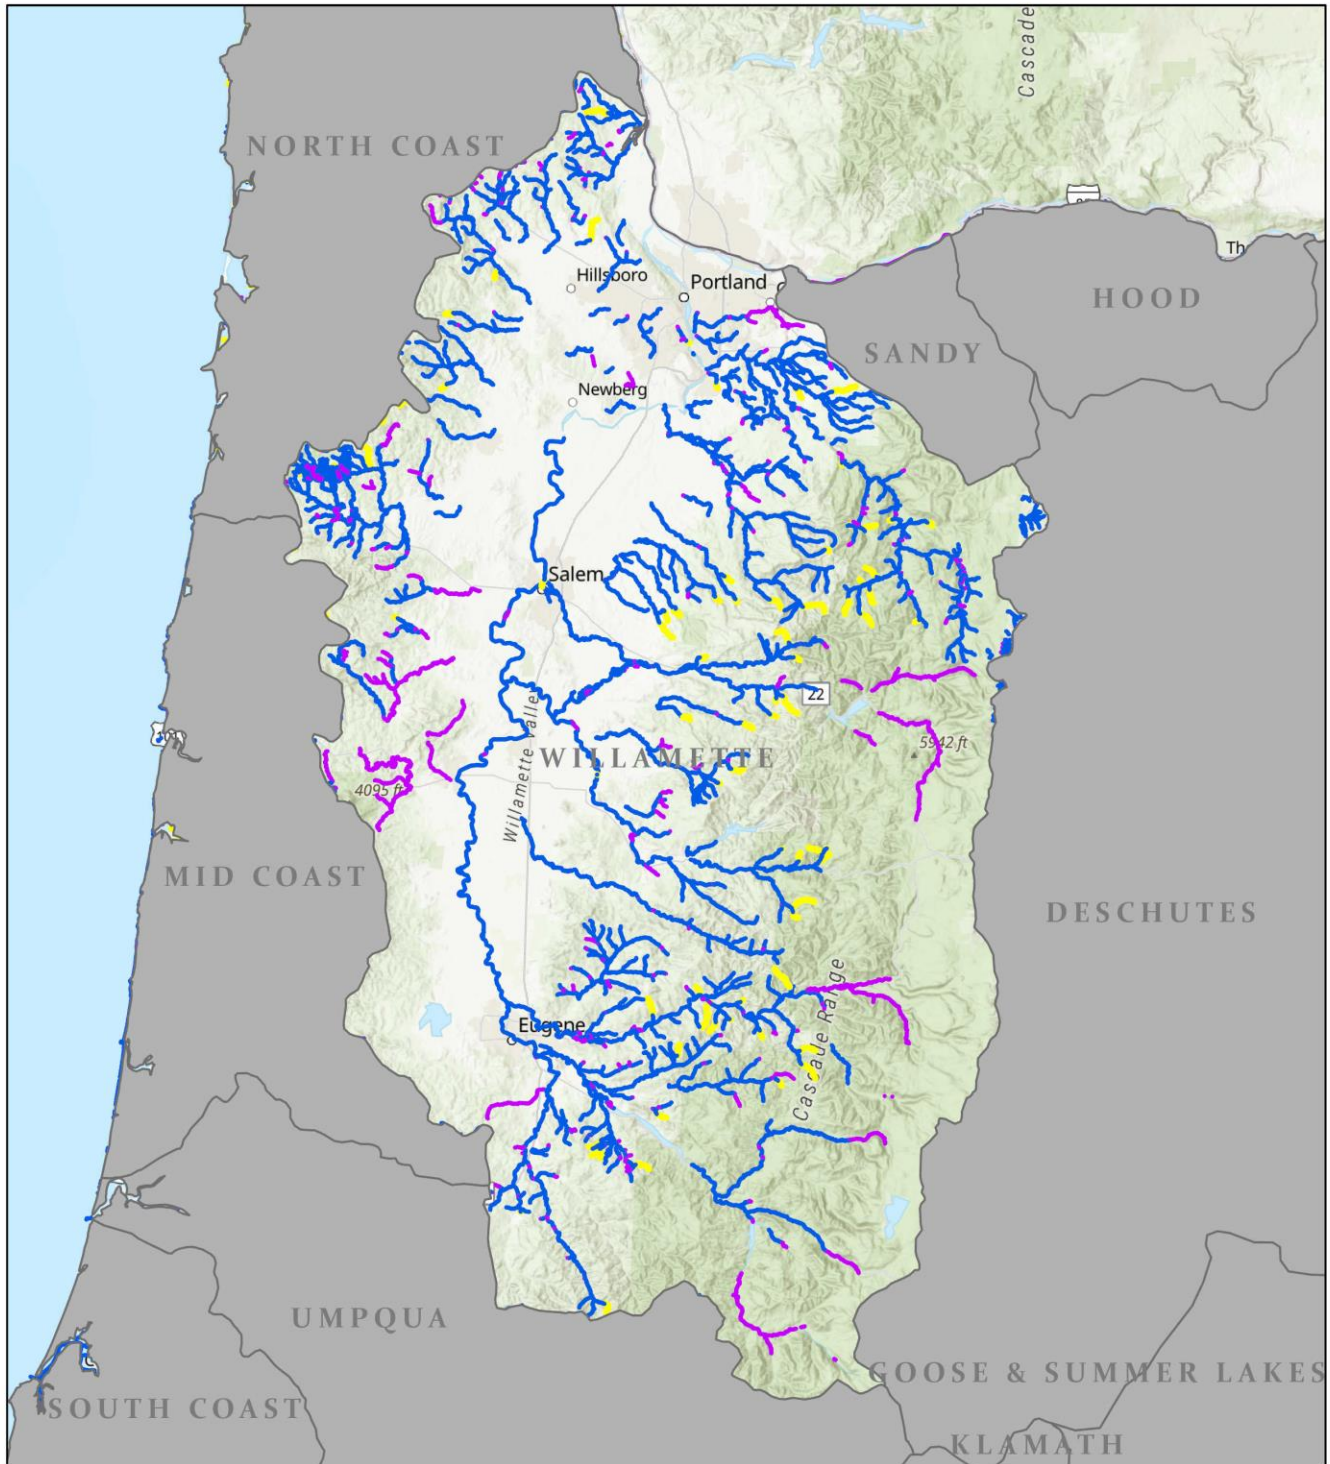 Cascade
NORTH COAST
Th
Hillsboro
Portland
HOOD
SANDY
Newberg
Salem
22
Willamette Valley
WILLAMETTE
5942 ft
4095 ft
MID COAST
DESCHUTES
Cascade Range
Eugene
UMPQUA
GOOSE & SUMMER LAKES
SOUTH COAST
KLAMATH